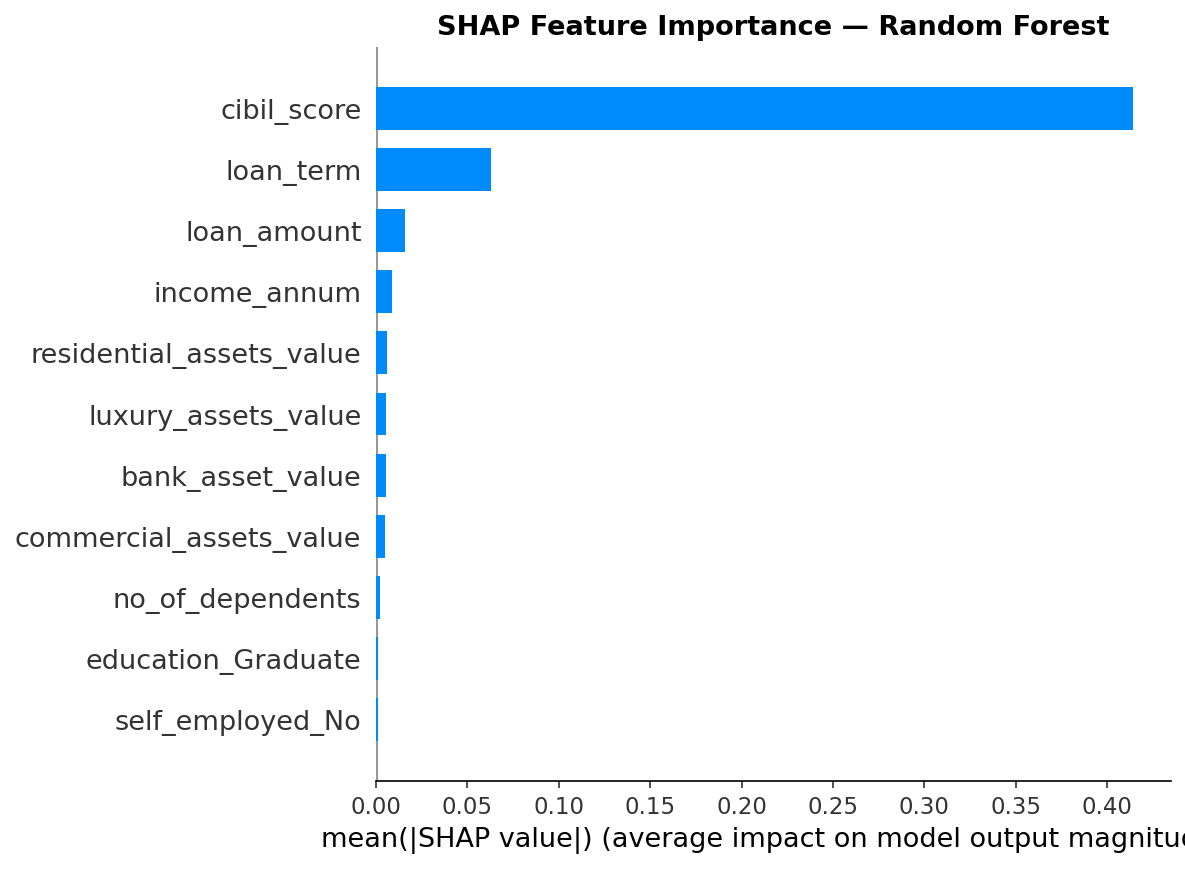 SHAP Feature Importance — Random Forest
cibil_score
loan_term
loan_amount
income_annum
residential_assets_value
luxury_assets_value
bank_asset_value
commercial_assets_value
no_of_dependents
education_Graduate
self_employed_No
0.00 0.05 0.10 0.15 0.20 0.25 0.30 0.35 0.40
mean(|SHAP value|) (average impact on model output magnitu